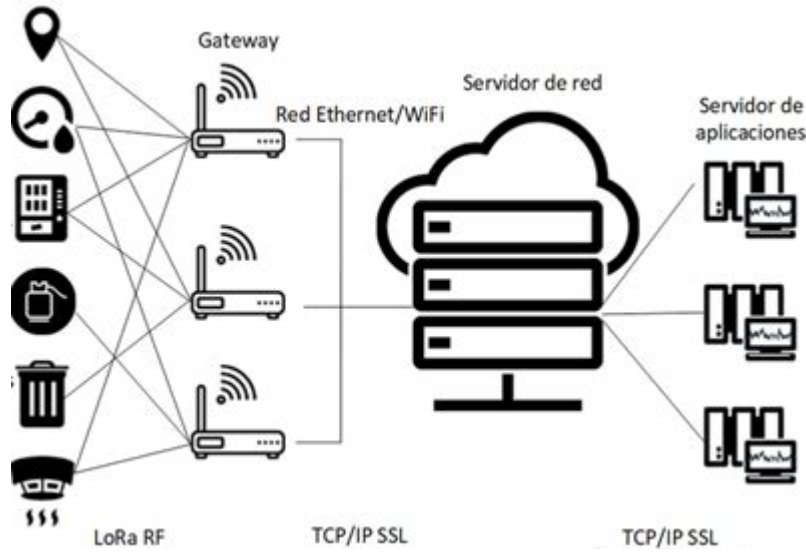 Gateway
Red Ethernet/WiFi
Servidor de red
Servidor de
aplicaciones
LoRa RF
TCP/IP SSL
TCP/IP SSL